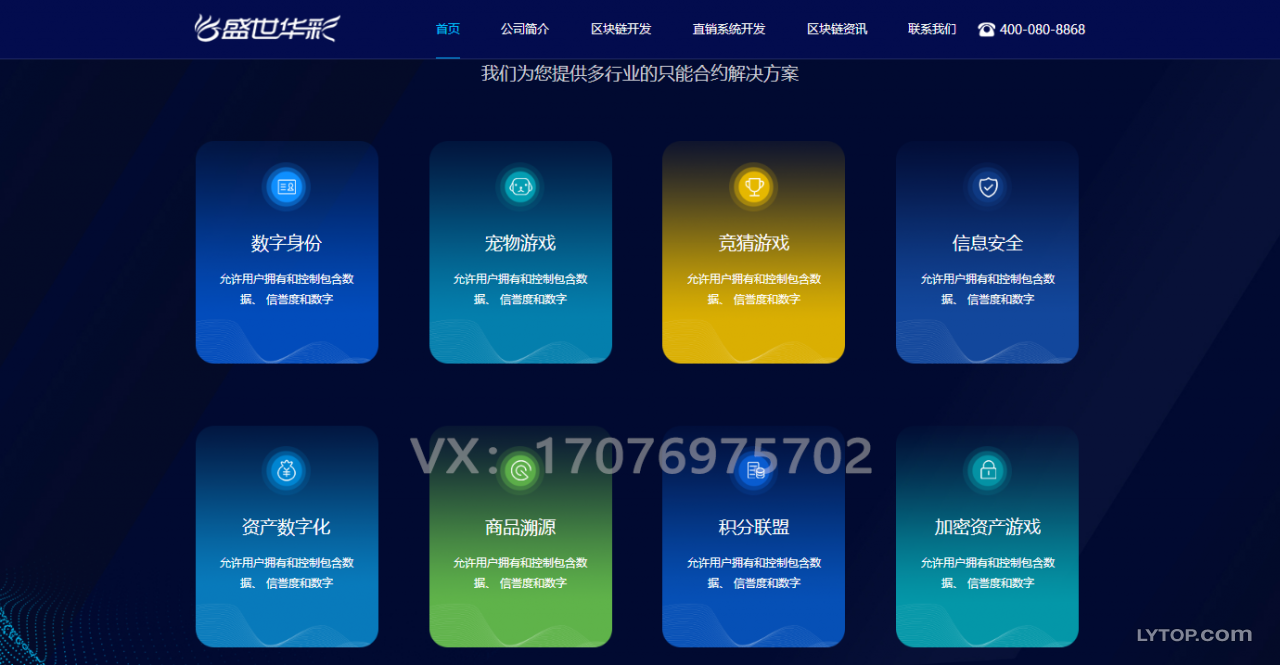 盛世华彩
首页 公司简介 区块链开发 直销系统开发 区块链资讯 联系我们 400-080-8868
我们为您提供多行业的只能合约解决方案
数字身份
允许用户拥有和控制包含数
据、 信誉度和数字
宠物游戏
允许用户拥有和控制包含数
据、 信誉度和数字
竞猜游戏
允许用户拥有和控制包含数
据、 信誉度和数字
信息安全
允许用户拥有和控制包含数
据、 信誉度和数字
VX：17076975702
资产数字化
允许用户拥有和控制包含数
据、 信誉度和数字
商品溯源
允许用户拥有和控制包含数
据、 信誉度和数字
积分联盟
允许用户拥有和控制包含数
据、 信誉度和数字
加密资产游戏
允许用户拥有和控制包含数
据、 信誉度和数字
LYTOP.com